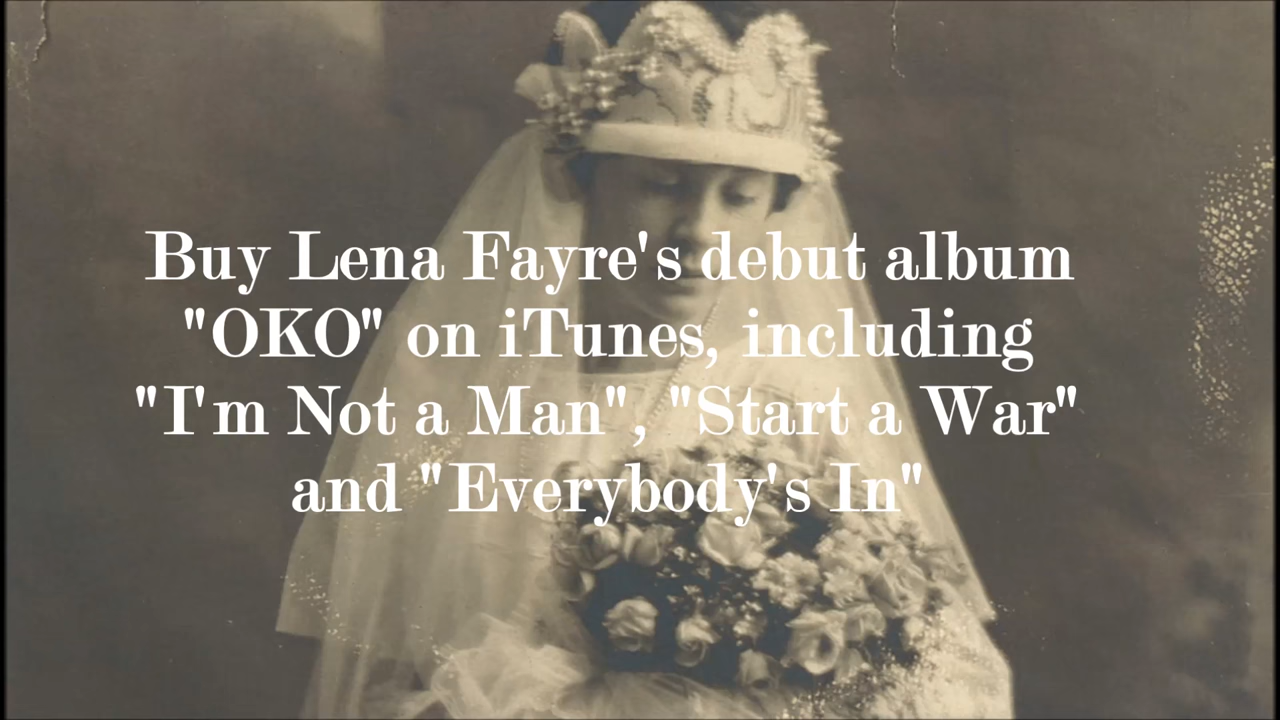 Buy Lena Fayre's debut album
"OKO" on iTunes, including
"I'm Not a Man", "Start a War"
and "Everybody's In"